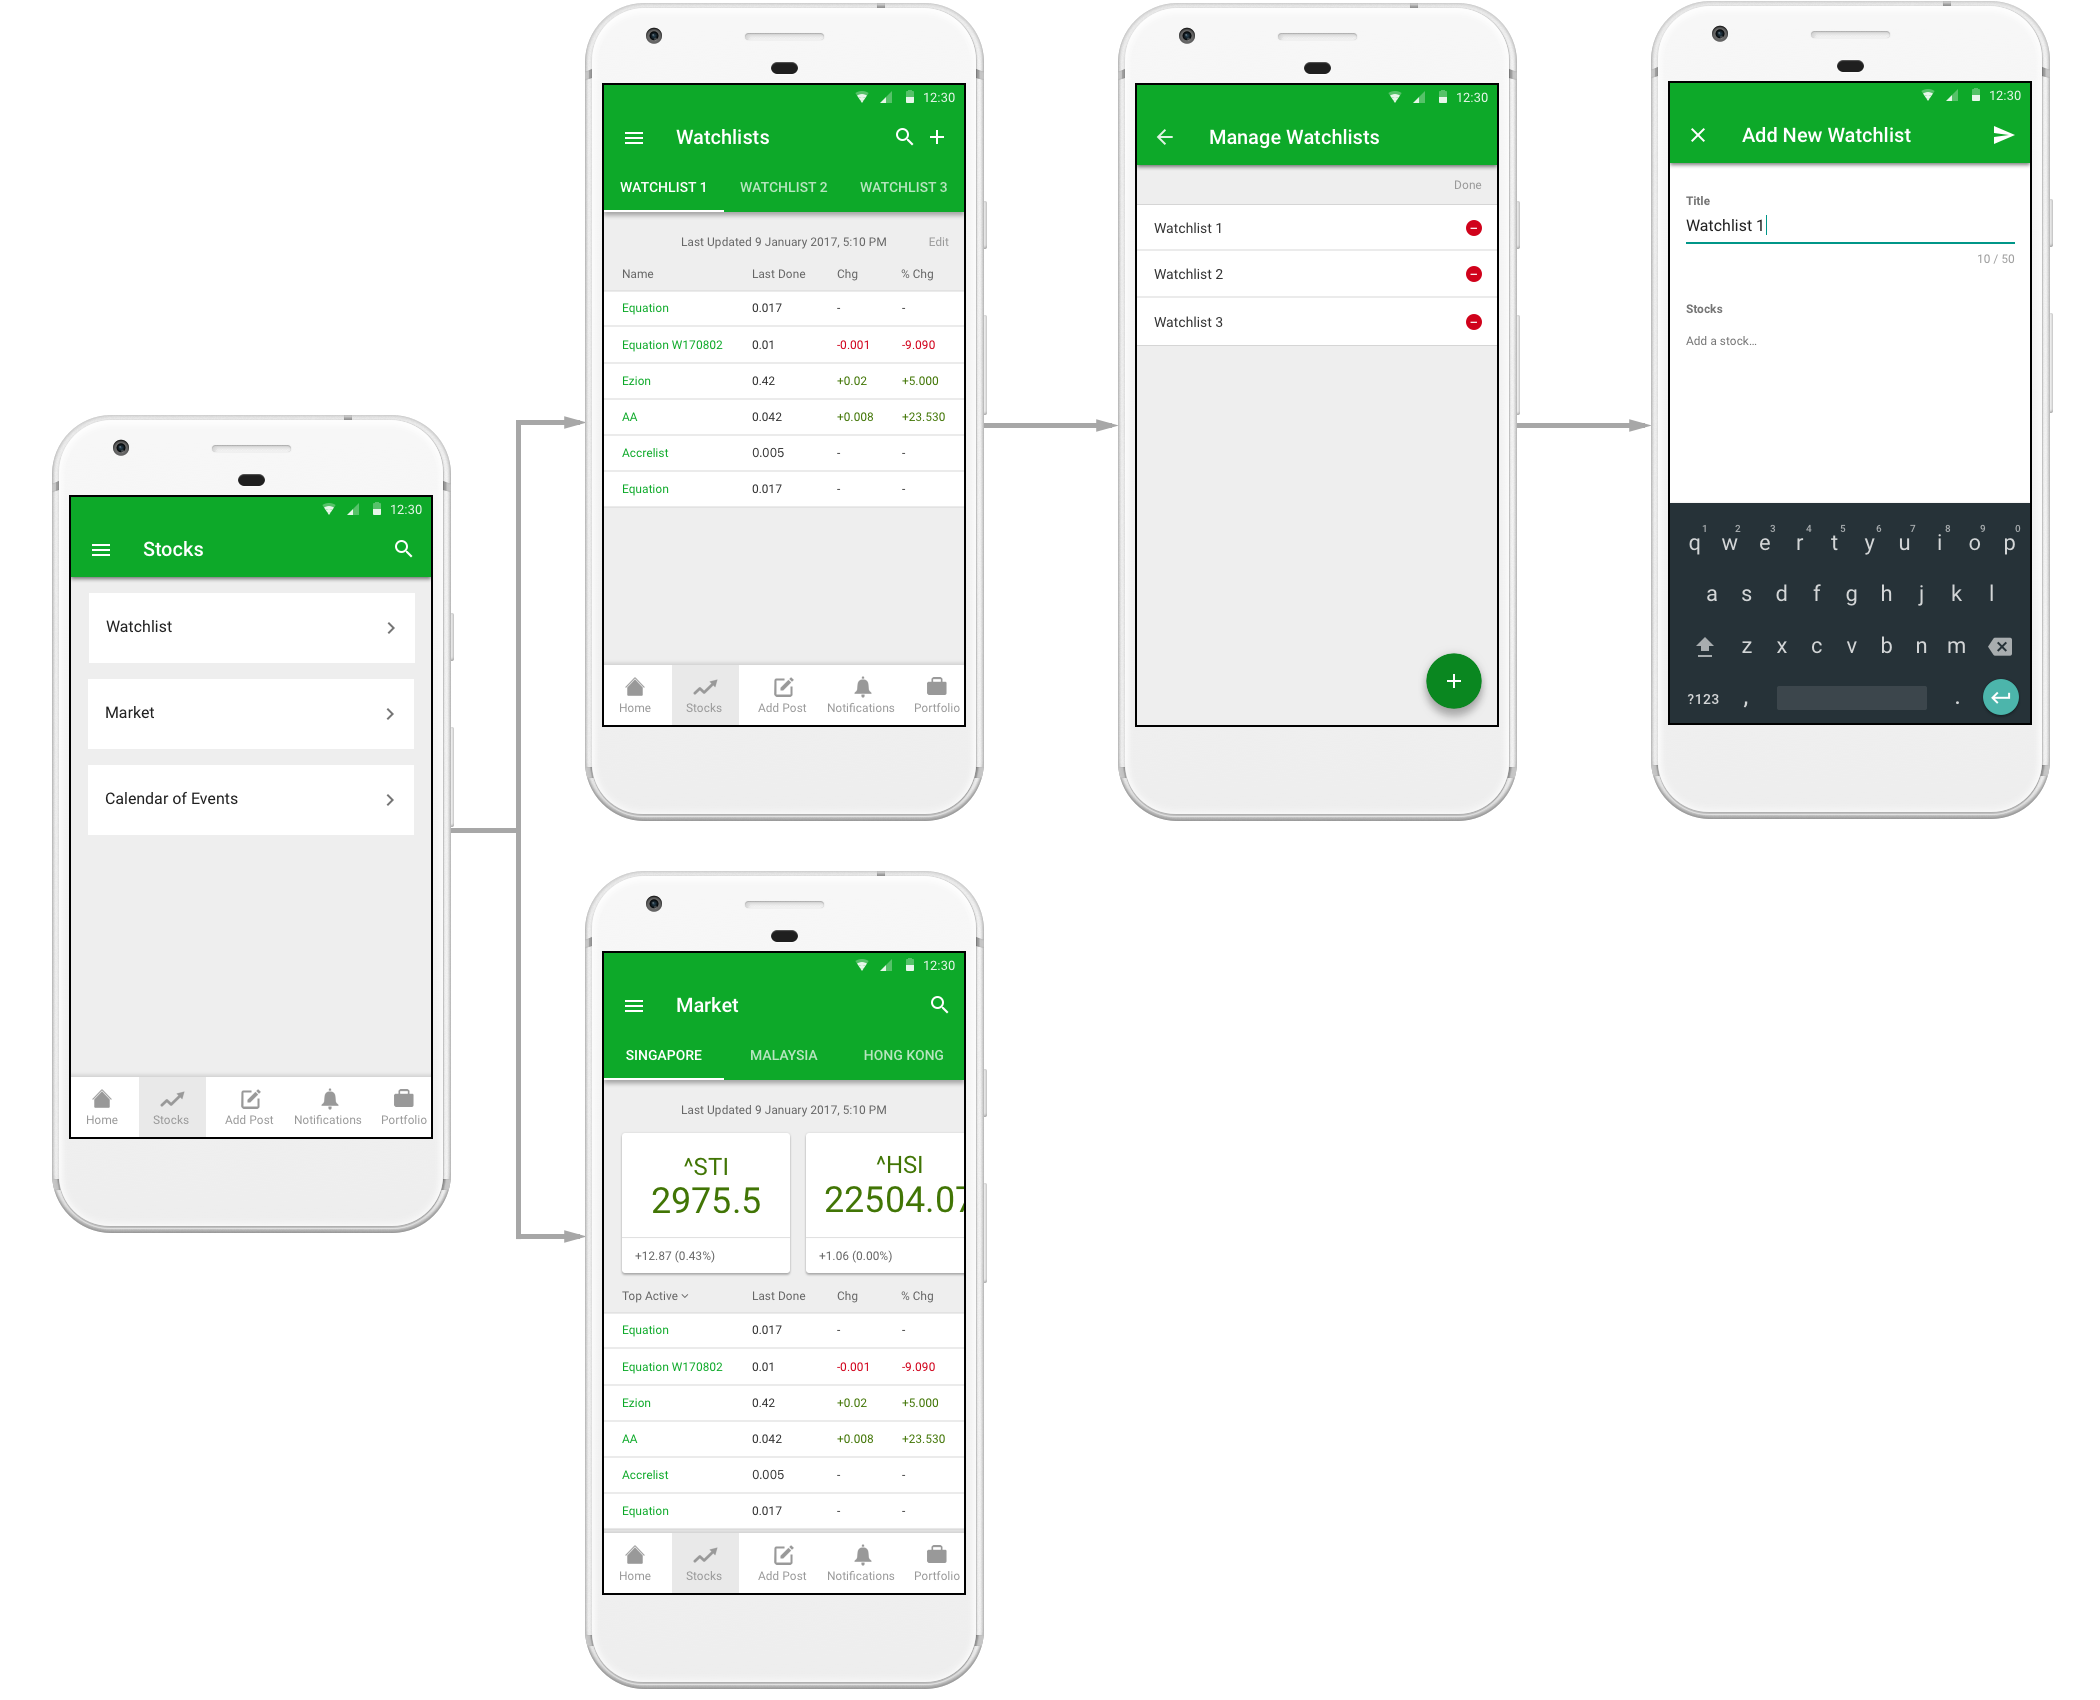 12:30
Stocks
Watchlist
Market
Calendar of Events
Home Stocks Add Post Notifications Portfolio
12:30
Watchlists
WATCHLIST 1 WATCHLIST 2 WATCHLIST 3
Last Updated 9 January 2017, 5:10 PM Edit
Name Last Done Chg % Chg
Equation 0.017 - -
Equation W170802 0.01 -0.001 -9.090
Ezion 0.42 +0.02 +5.000
AA 0.042 +0.008 +23.530
Accrelist 0.005 - -
Equation 0.017 - -
Home Stocks Add Post Notifications Portfolio
12:30
Manage Watchlists
Done
Watchlist 1
Watchlist 2
Watchlist 3
12:30
Add New Watchlist
Title
Watchlist 1
10 / 50
Stocks
Add a stock...
1 2 3 4 5 6 7 8 9 0
q w e r t y u i o p
a s d f g h j k l
z x c v b n m
?123 , .
12:30
Market
SINGAPORE MALAYSIA HONG KONG
Last Updated 9 January 2017, 5:10 PM
^STI ^HSI
2975.5 22504.07
+12.87 (0.43%) +1.06 (0.00%)
Top Active Last Done Chg % Chg
Equation 0.017 - -
Equation W170802 0.01 -0.001 -9.090
Ezion 0.42 +0.02 +5.000
AA 0.042 +0.008 +23.530
Accrelist 0.005 - -
Equation 0.017 - -
Home Stocks Add Post Notifications Portfolio